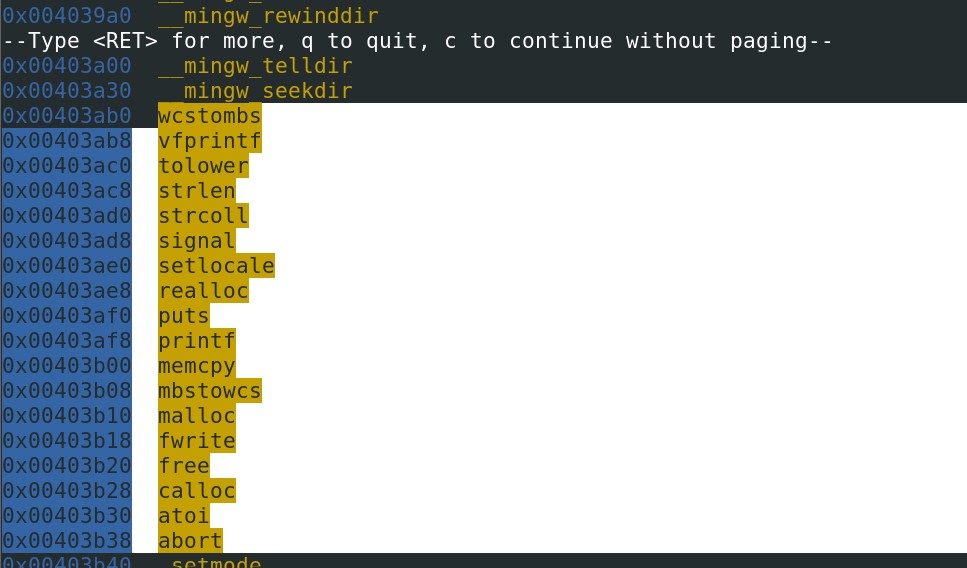 0x004039a0  __mingw_rewinddir
--Type <RET> for more, q to quit, c to continue without paging--
0x00403a00  __mingw_telldir
0x00403a30  __mingw_seekdir
0x00403ab0  wcstombs
0x00403ab8  vfprintf
0x00403ac0  tolower
0x00403ac8  strlen
0x00403ad0  strcoll
0x00403ad8  signal
0x00403ae0  setlocale
0x00403ae8  realloc
0x00403af0  puts
0x00403af8  printf
0x00403b00  memcpy
0x00403b08  mbstowcs
0x00403b10  malloc
0x00403b18  fwrite
0x00403b20  free
0x00403b28  calloc
0x00403b30  atoi
0x00403b38  abort
0x00403b40  _setmode